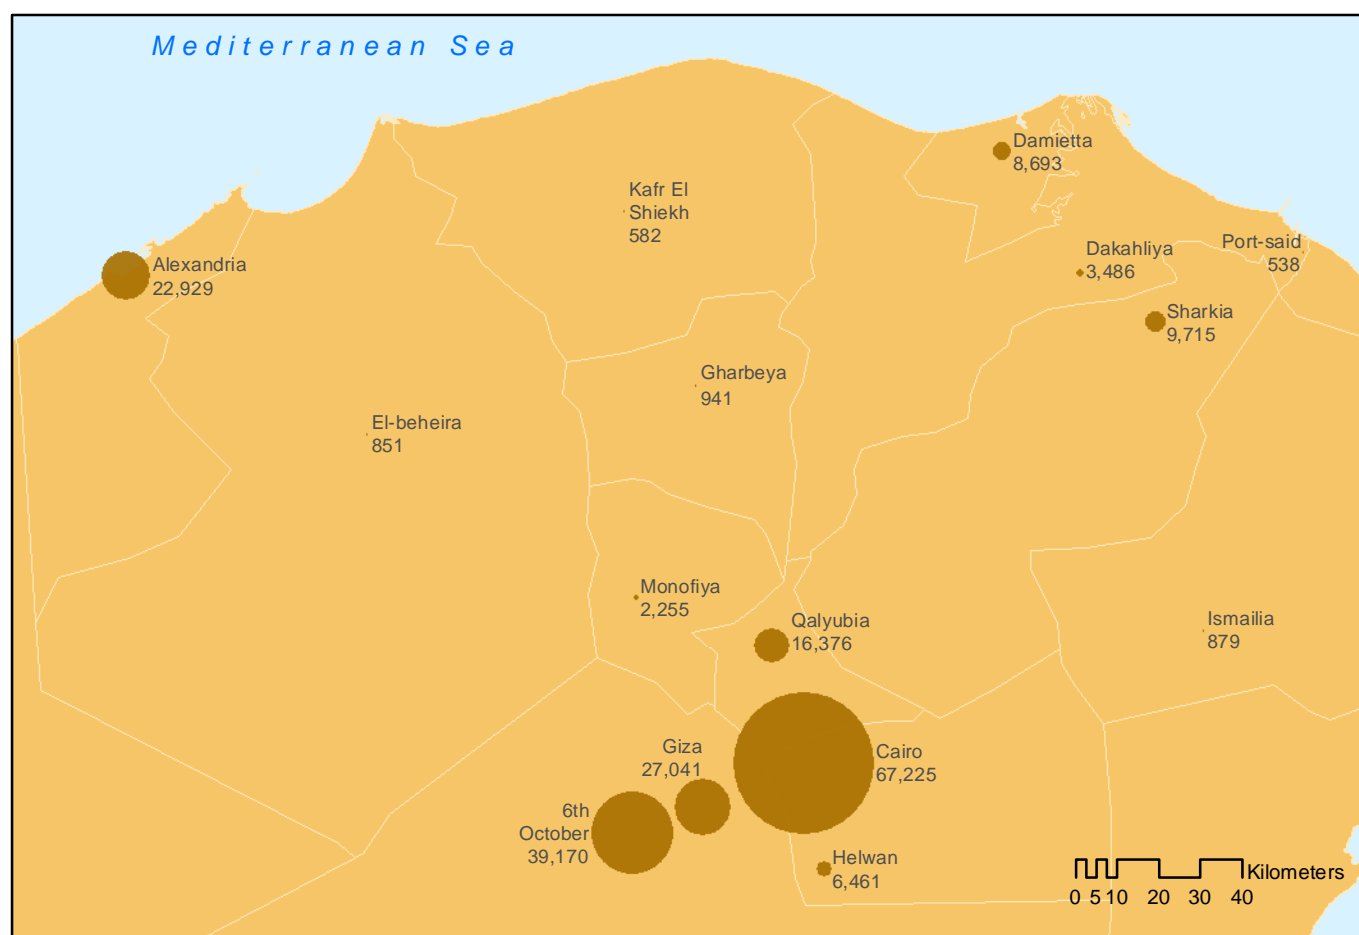 Mediterranean Sea
Damietta
8,693
Kafr El
Shiekh
582
Port-said
538
Dakahliya
3,486
Alexandria
22,929
Sharkia
9,715
Gharbeya
941
El-beheira
851
Monofiya
2,255
Qalyubia
16,376
Ismailia
879
Giza
27,041
Cairo
67,225
6th
October
39,170
Helwan
6,461
Kilometers
0 5 10 20 30 40